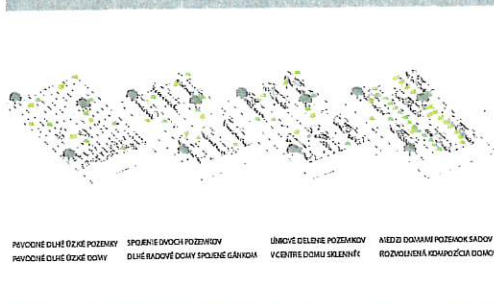 PÔVODNÉ DLHÉ ÚZKE POZEMKY
PÔVODNÉ DLHÉ ÚZKE DOMY
SPOJENIE DVOCH POZEMKOV
DLHÉ RADOVÉ DOMY SPOJENÉ GÁNKOM
LÍNIOVÉ DELENIE POZEMKOV
V CENTRE DOMU SKLENNÍK
MEDZI DOMAMI POZEMOK SADOV
ROZVOĽNENÁ KOMPOZÍCIA DOMOV